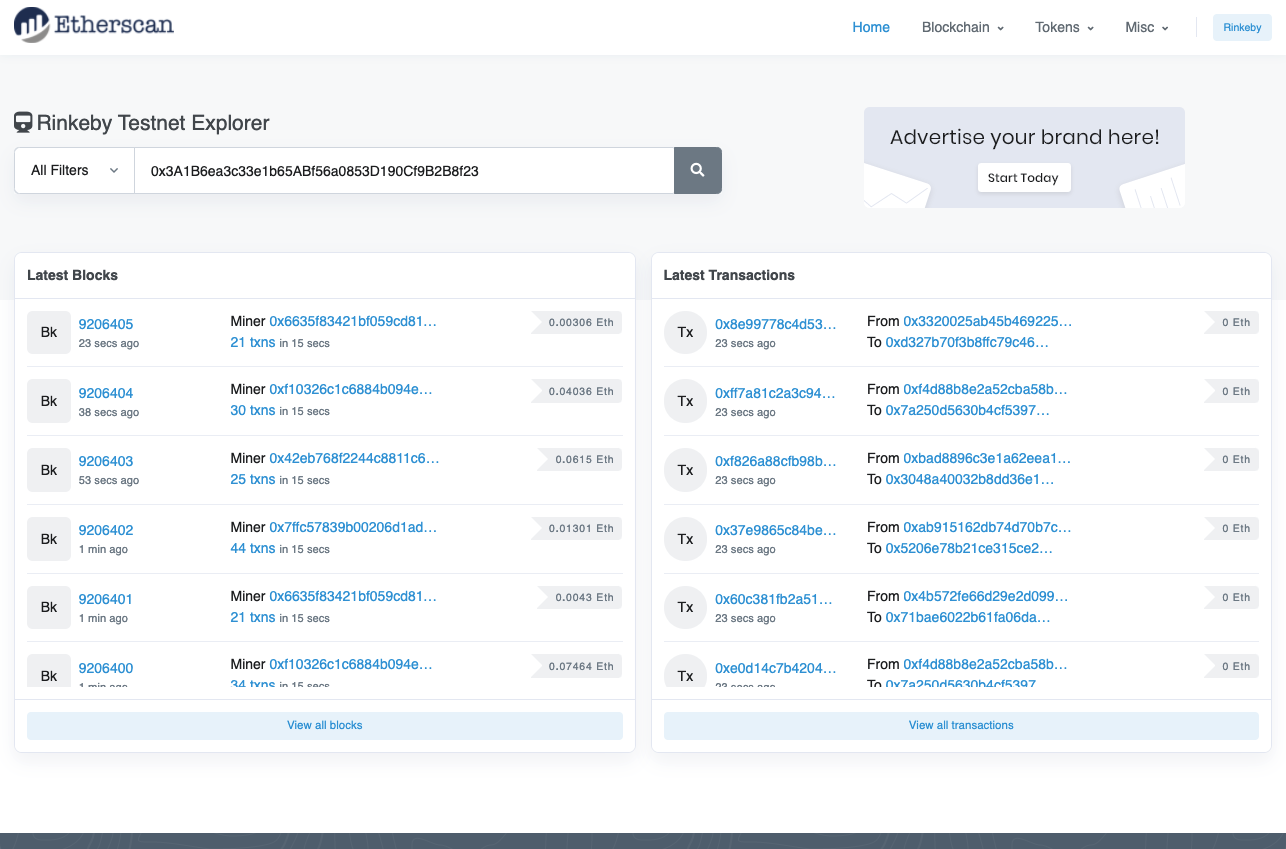 Etherscan
Home Blockchain Tokens Misc Rinkeby
Rinkeby Testnet Explorer
All Filters 0x3A1B6ea3c33e1b65ABf56a0853D190Cf9B2B8f23
Advertise your brand here!
Start Today
Latest Blocks
Bk 9206405 Miner 0x6635f83421bf059cd81... 0.00306 Eth
23 secs ago 21 txns in 15 secs
Bk 9206404 Miner 0xf10326c1c6884b094e... 0.04036 Eth
38 secs ago 30 txns in 15 secs
Bk 9206403 Miner 0x42eb768f2244c8811c6... 0.0615 Eth
53 secs ago 25 txns in 15 secs
Bk 9206402 Miner 0x7ffc57839b00206d1ad... 0.01301 Eth
1 min ago 44 txns in 15 secs
Bk 9206401 Miner 0x6635f83421bf059cd81... 0.0043 Eth
1 min ago 21 txns in 15 secs
Bk 9206400 Miner 0xf10326c1c6884b094e... 0.07464 Eth
1 min ago 34 txns in 15 secs
View all blocks
Latest Transactions
Tx 0x8e99778c4d53... From 0x3320025ab45b469225... 0 Eth
23 secs ago To 0xd327b70f3b8ffc79c46...
Tx 0xff7a81c2a3c94... From 0xf4d88b8e2a52cba58b... 0 Eth
23 secs ago To 0x7a250d5630b4cf5397...
Tx 0xf826a88cfb98b... From 0xbad8896c3e1a62eea1... 0 Eth
23 secs ago To 0x3048a40032b8dd36e1...
Tx 0x37e9865c84be... From 0xab915162db74d70b7c... 0 Eth
23 secs ago To 0x5206e78b21ce315ce2...
Tx 0x60c381fb2a51... From 0x4b572fe66d29e2d099... 0 Eth
23 secs ago To 0x71bae6022b61fa06da...
Tx 0xe0d14c7b4204... From 0xf4d88b8e2a52cba58b... 0 Eth
23 secs ago To 0x7a250d5630b4cf5397...
View all transactions